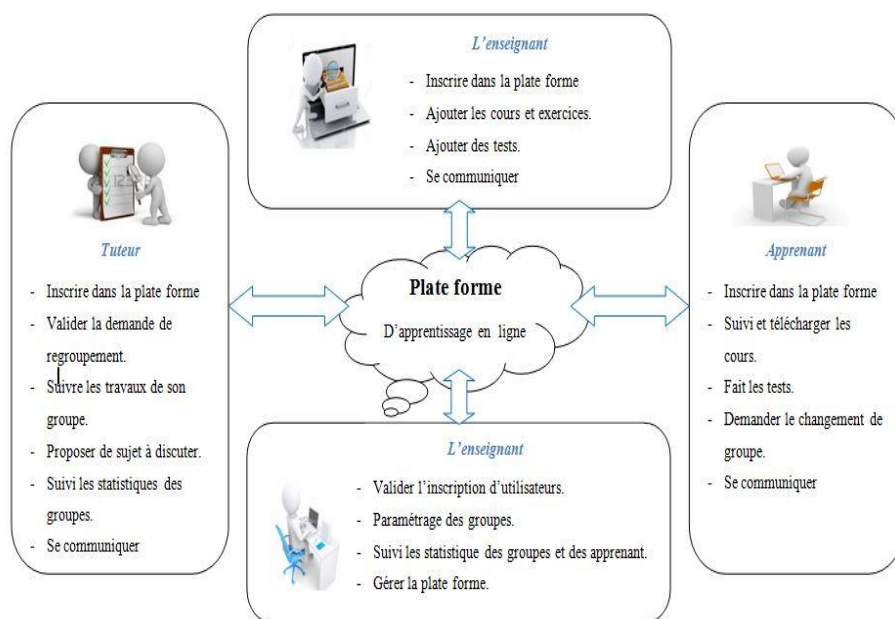 L'enseignant
- Inscrire dans la plate forme
- Ajouter les cours et exercices.
- Ajouter des tests.
- Se communiquer
Tuteur
- Inscrire dans la plate forme
- Valider la demande de
regroupement.
- Suivre les travaux de son
groupe.
- Proposer de sujet à discuter.
- Suivi les statistiques des
groupes.
- Se communiquer
Plate forme
D'apprentissage en ligne
Apprenant
- Inscrire dans la plate forme
- Suivi et télécharger les
cours.
- Fait les tests.
- Demander le changement de
groupe.
- Se communiquer
L'enseignant
- Valider l'inscription d'utilisateurs.
- Paramétrage des groupes.
- Suivi les statistique des groupes et des apprenant.
- Gérer la plate forme.